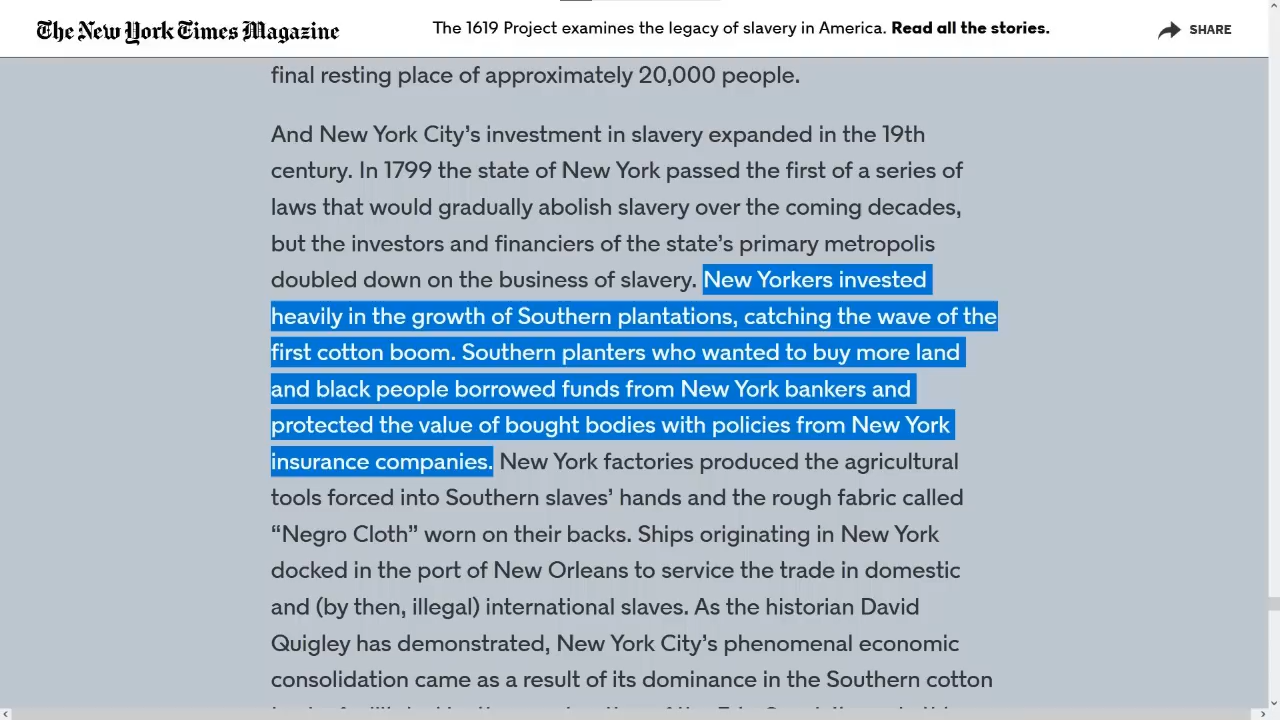 The New York Times Magazine
The 1619 Project examines the legacy of slavery in America. Read all the stories.
SHARE
final resting place of approximately 20,000 people.
And New York City’s investment in slavery expanded in the 19th
century. In 1799 the state of New York passed the first of a series of
laws that would gradually abolish slavery over the coming decades,
but the investors and financiers of the state’s primary metropolis
doubled down on the business of slavery. New Yorkers invested
heavily in the growth of Southern plantations, catching the wave of the
first cotton boom. Southern planters who wanted to buy more land
and black people borrowed funds from New York bankers and
protected the value of bought bodies with policies from New York
insurance companies. New York factories produced the agricultural
tools forced into Southern slaves’ hands and the rough fabric called
“Negro Cloth” worn on their backs. Ships originating in New York
docked in the port of New Orleans to service the trade in domestic
and (by then, illegal) international slaves. As the historian David
Quigley has demonstrated, New York City’s phenomenal economic
consolidation came as a result of its dominance in the Southern cotton